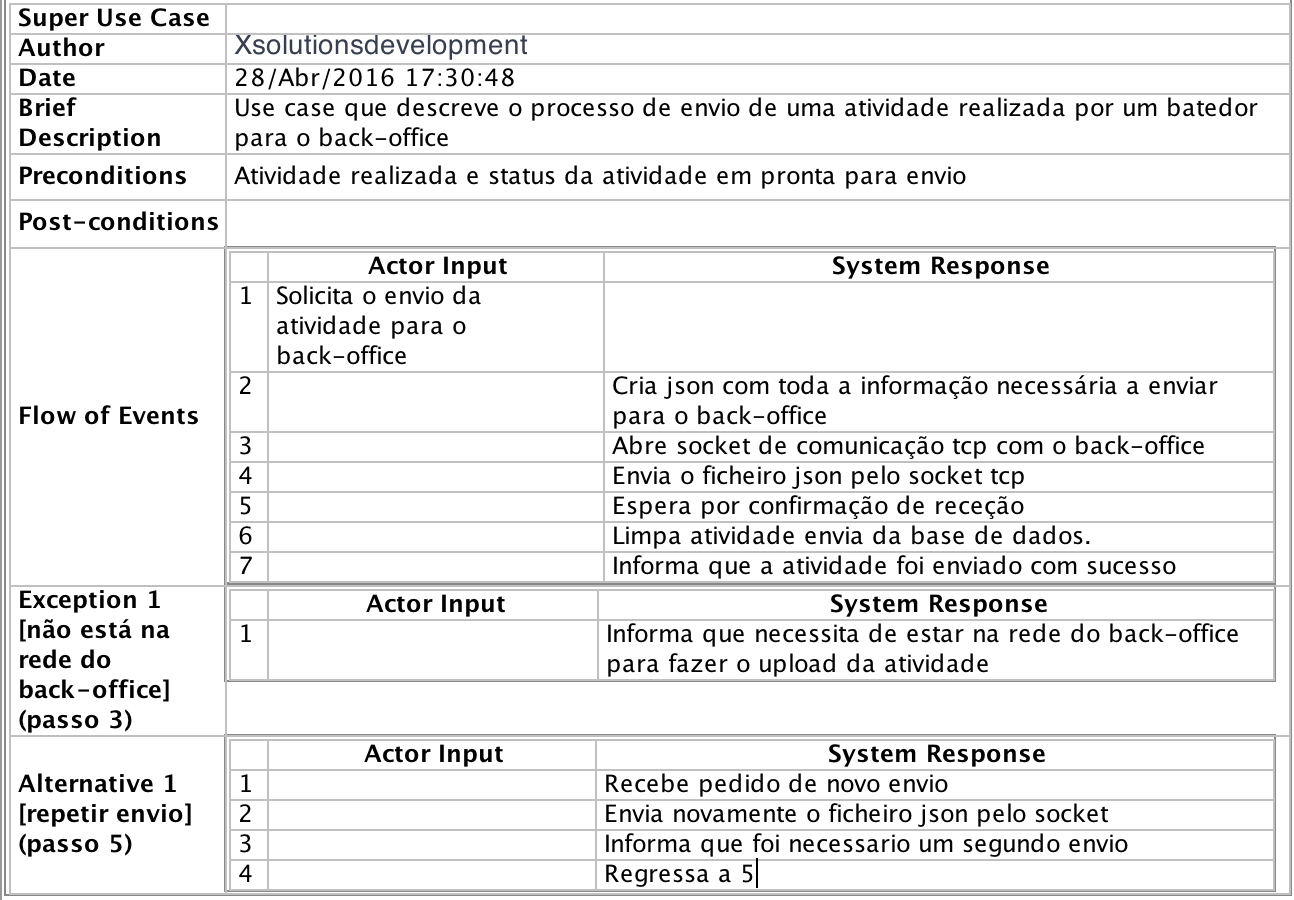 Super Use Case
Author
Xsolutionsdevelopment
Date
28/Abr/2016 17:30:48
Brief
Description
Use case que descreve o processo de envio de uma atividade realizada por um batedor
para o back-office
Preconditions
Atividade realizada e status da atividade em pronta para envio
Post-conditions
Flow of Events
Actor Input
System Response
1
Solicita o envio da
atividade para o
back-office
2
Cria json com toda a informação necessária a enviar
para o back-office
3
Abre socket de comunicação tcp com o back-office
4
Envia o ficheiro json pelo socket tcp
5
Espera por confirmação de receção
6
Limpa atividade envia da base de dados.
7
Informa que a atividade foi enviado com sucesso
Exception 1
[não está na
rede do
back-office]
(passo 3)
Actor Input
System Response
1
Informa que necessita de estar na rede do back-office
para fazer o upload da atividade
Alternative 1
[repetir envio]
(passo 5)
Actor Input
System Response
1
Recebe pedido de novo envio
2
Envia novamente o ficheiro json pelo socket
3
Informa que foi necessario um segundo envio
4
Regressa a 5